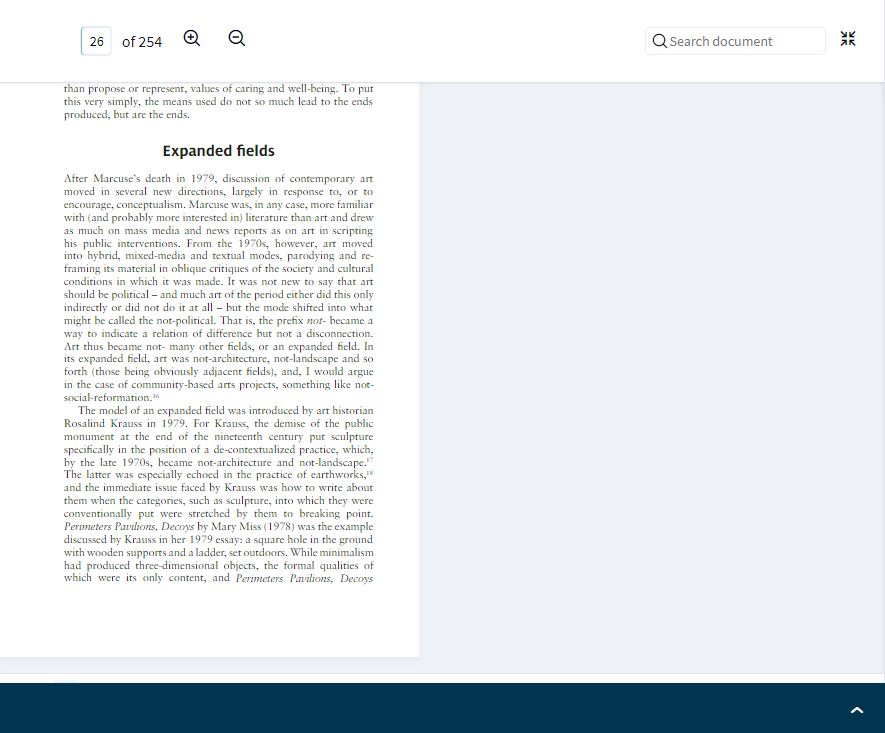 26 of 254 Search document
than propose or represent, values of caring and well-being. To put
this very simply, the means used do not so much lead to the ends
produced, but are the ends.
Expanded fields
After Marcuse's death in 1979, discussion of contemporary art
moved in several new directions, largely in response to, or to
encourage, conceptualism. Marcuse was, in any case, more familiar
with (and probably more interested in) literature than art and drew
as much on mass media and news reports as on art in scripting
his public interventions. From the 1970s, however, art moved
into hybrid, mixed-media and textual modes, parodying and re-
framing its material in oblique critiques of the society and cultural
conditions in which it was made. It was not new to say that art
should be political – and much art of the period either did this only
indirectly or did not do it at all – but the mode shifted into what
might be called the not-political. That is, the prefix not- became a
way to indicate a relation of difference but not a disconnection.
Art thus became not- many other fields, or an expanded field. In
its expanded field, art was not-architecture, not-landscape and so
forth (those being obviously adjacent fields), and, I would argue
in the case of community-based arts projects, something like not-
social-reformation.¹⁶
The model of an expanded field was introduced by art historian
Rosalind Krauss in 1979. For Krauss, the demise of the public
monument at the end of the nineteenth century put sculpture
specifically in the position of a de-contextualized practice, which,
by the late 1970s, became not-architecture and not-landscape.¹⁷
The latter was especially echoed in the practice of earthworks,¹⁸
and the immediate issue faced by Krauss was how to write about
them when the categories, such as sculpture, into which they were
conventionally put were stretched by them to breaking point.
Perimeters Pavilions, Decoys by Mary Miss (1978) was the example
discussed by Krauss in her 1979 essay: a square hole in the ground
with wooden supports and a ladder, set outdoors. While minimalism
had produced three-dimensional objects, the formal qualities of
which were its only content, and Perimeters Pavilions, Decoys